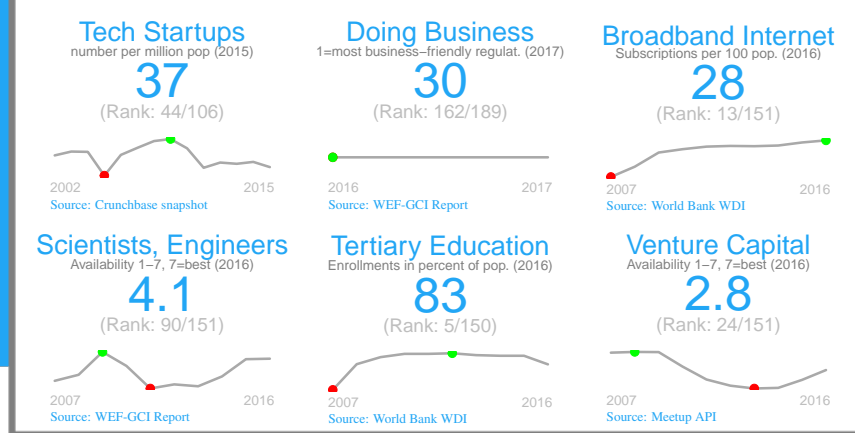 Tech Startups
number per million pop (2015)
37
(Rank: 44/106)
2002 2015
Source: Crunchbase snapshot
Doing Business
1=most business−friendly regulat. (2017)
30
(Rank: 162/189)
2016 2017
Source: WEF-GCI Report
Broadband Internet
Subscriptions per 100 pop. (2016)
28
(Rank: 13/151)
2007 2016
Source: World Bank WDI
Scientists, Engineers
Availability 1−7, 7=best (2016)
4.1
(Rank: 90/151)
2007 2016
Source: WEF-GCI Report
Tertiary Education
Enrollments in percent of pop. (2016)
83
(Rank: 5/150)
2007 2016
Source: World Bank WDI
Venture Capital
Availability 1−7, 7=best (2016)
2.8
(Rank: 24/151)
2007 2016
Source: Meetup API